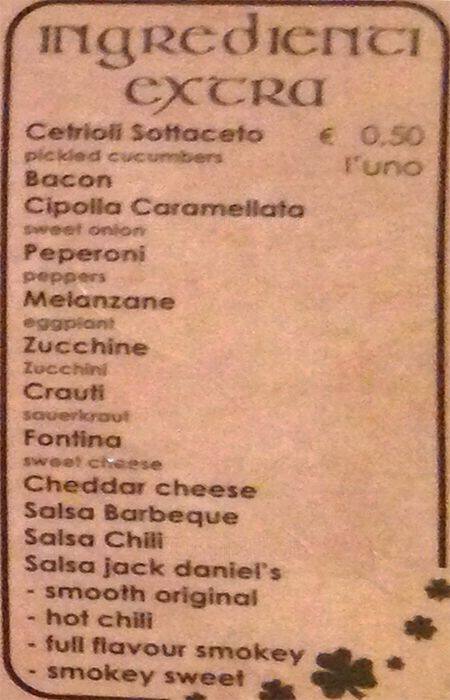 INGREDIENTI
EXTRA
Cetrioli Sottaceto € 0,50
pickled cucumbers l'uno
Bacon
Cipolla Caramellata
sweet onion
Peperoni
peppers
Melanzane
eggplant
Zucchine
Zucchini
Crauti
sauerkraut
Fontina
sweet cheese
Cheddar cheese
Salsa Barbeque
Salsa Chili
Salsa jack daniel's
- smooth original
- hot chili
- full flavour smokey
- smokey sweet